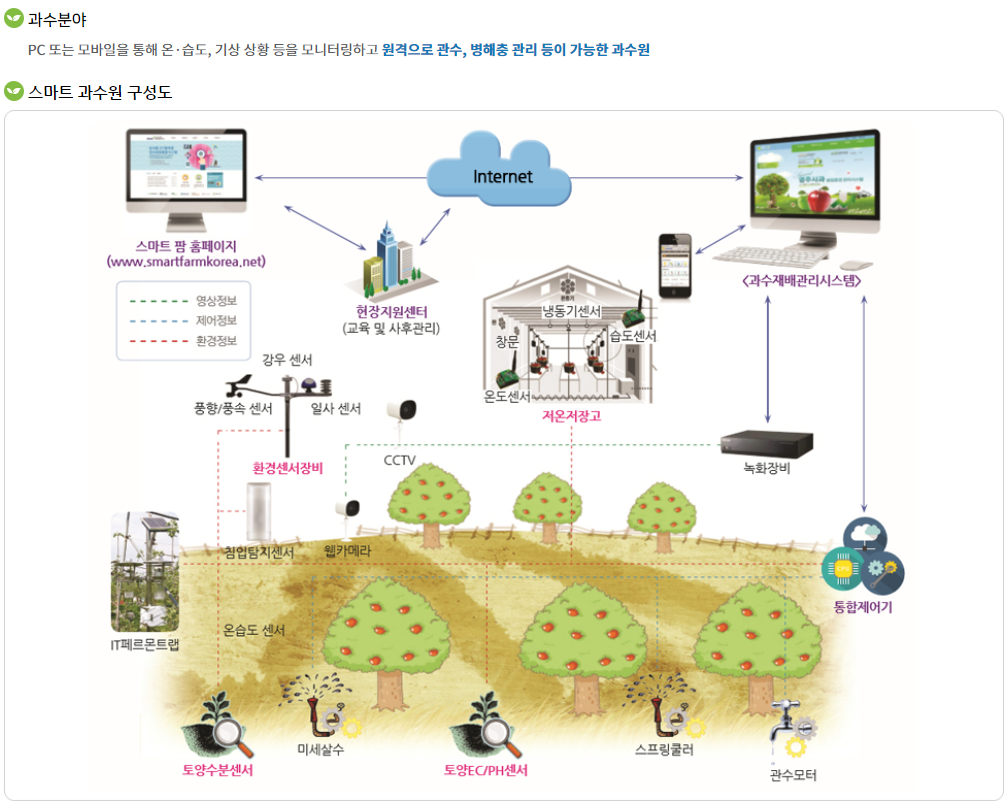 과수분야
PC 또는 모바일을 통해 온·습도, 기상 상황 등을 모니터링하고 원격으로 관수, 병해충 관리 등이 가능한 과수원
스마트 과수원 구성도
Internet
스마트 팜 홈페이지
(www.smartfarmkorea.net)
현장지원센터
(교육 및 사후관리)
<과수재배관리시스템>
영상정보
제어정보
환경정보
냉동기센서
습도센서
창문
온도센서
저온저장고
강우 센서
풍향/풍속 센서
일사 센서
환경센서장비
CCTV
녹화장비
침입탐지센서
웹카메라
통합제어기
IT페르몬트랩
온습도 센서
토양수분센서
미세살수
토양EC/PH센서
스프링쿨러
관수모터